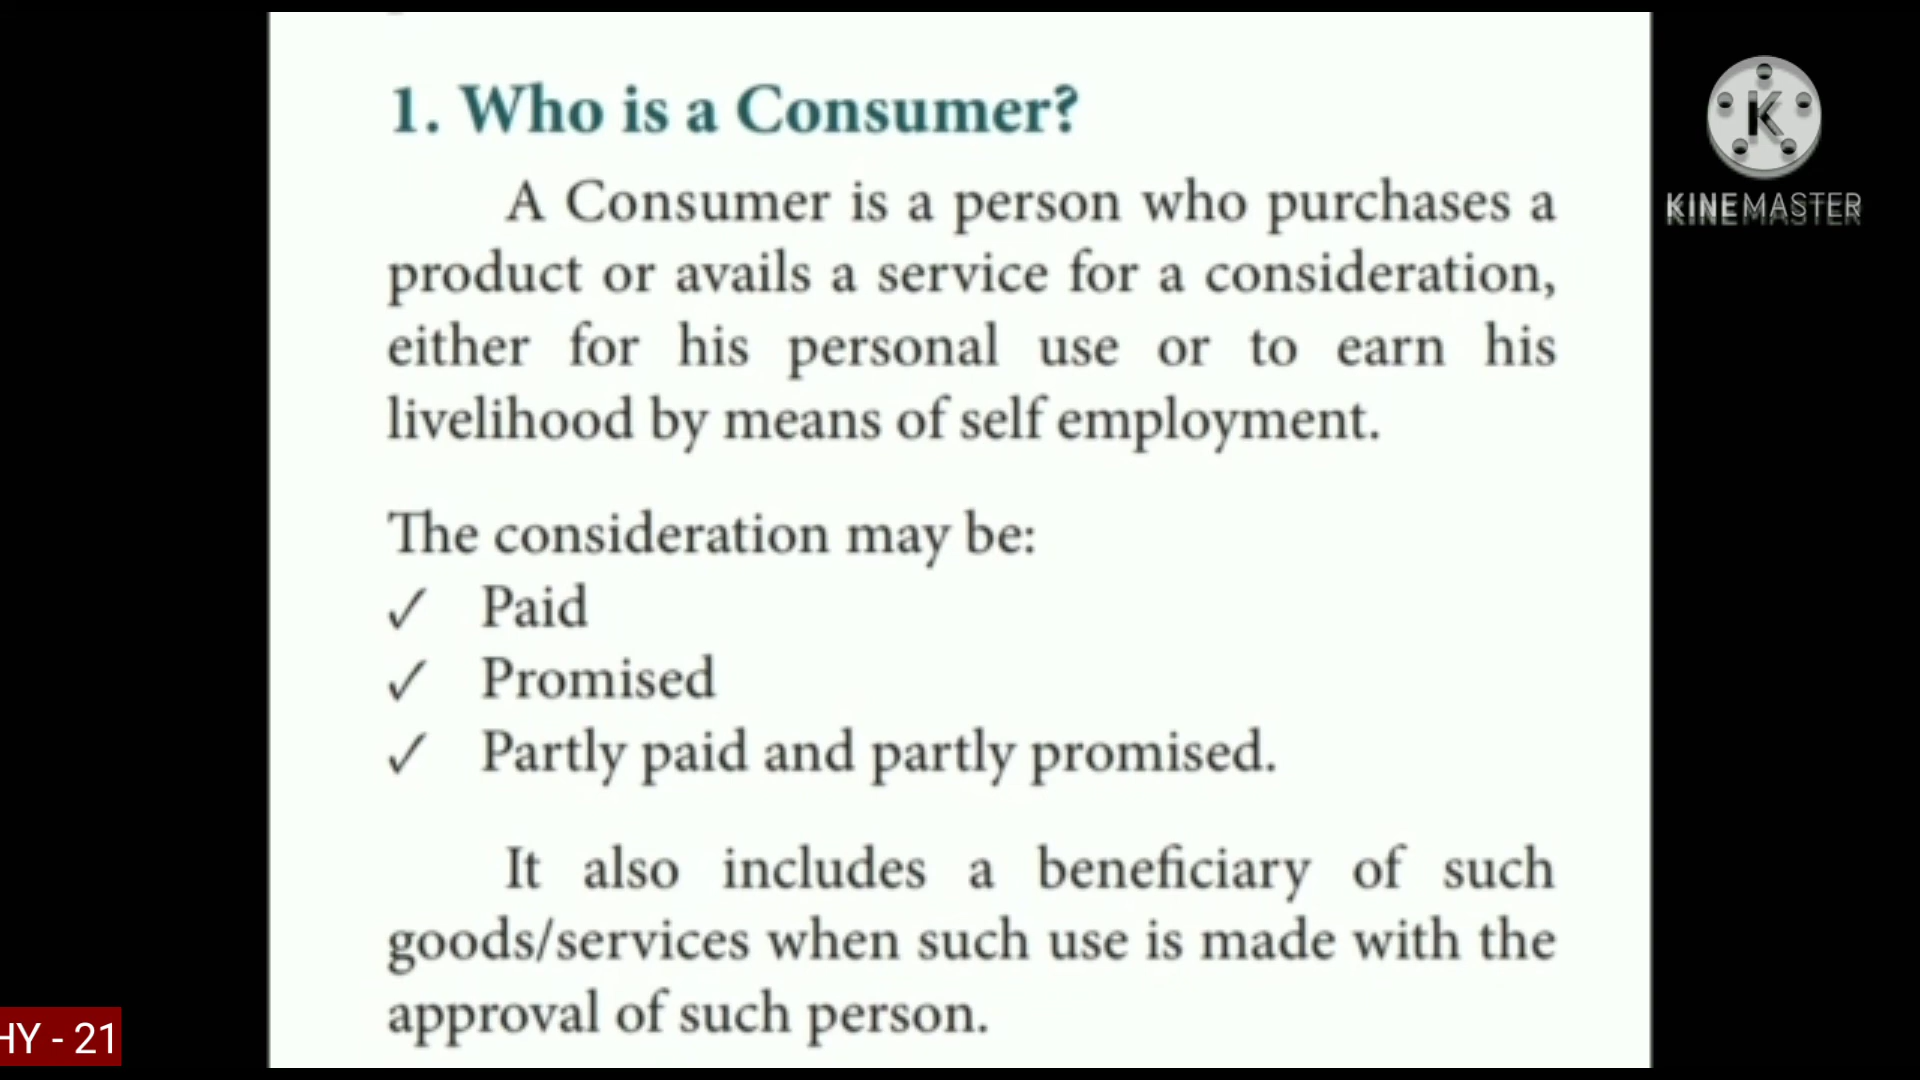 1. Who is a Consumer?
A Consumer is a person who purchases a
product or avails a service for a consideration,
either for his personal use or to earn his
livelihood by means of self employment.
The consideration may be:
✓ Paid
✓ Promised
✓ Partly paid and partly promised.
It also includes a beneficiary of such
goods/services when such use is made with the
approval of such person.
K
KINEMASTER
HY - 21